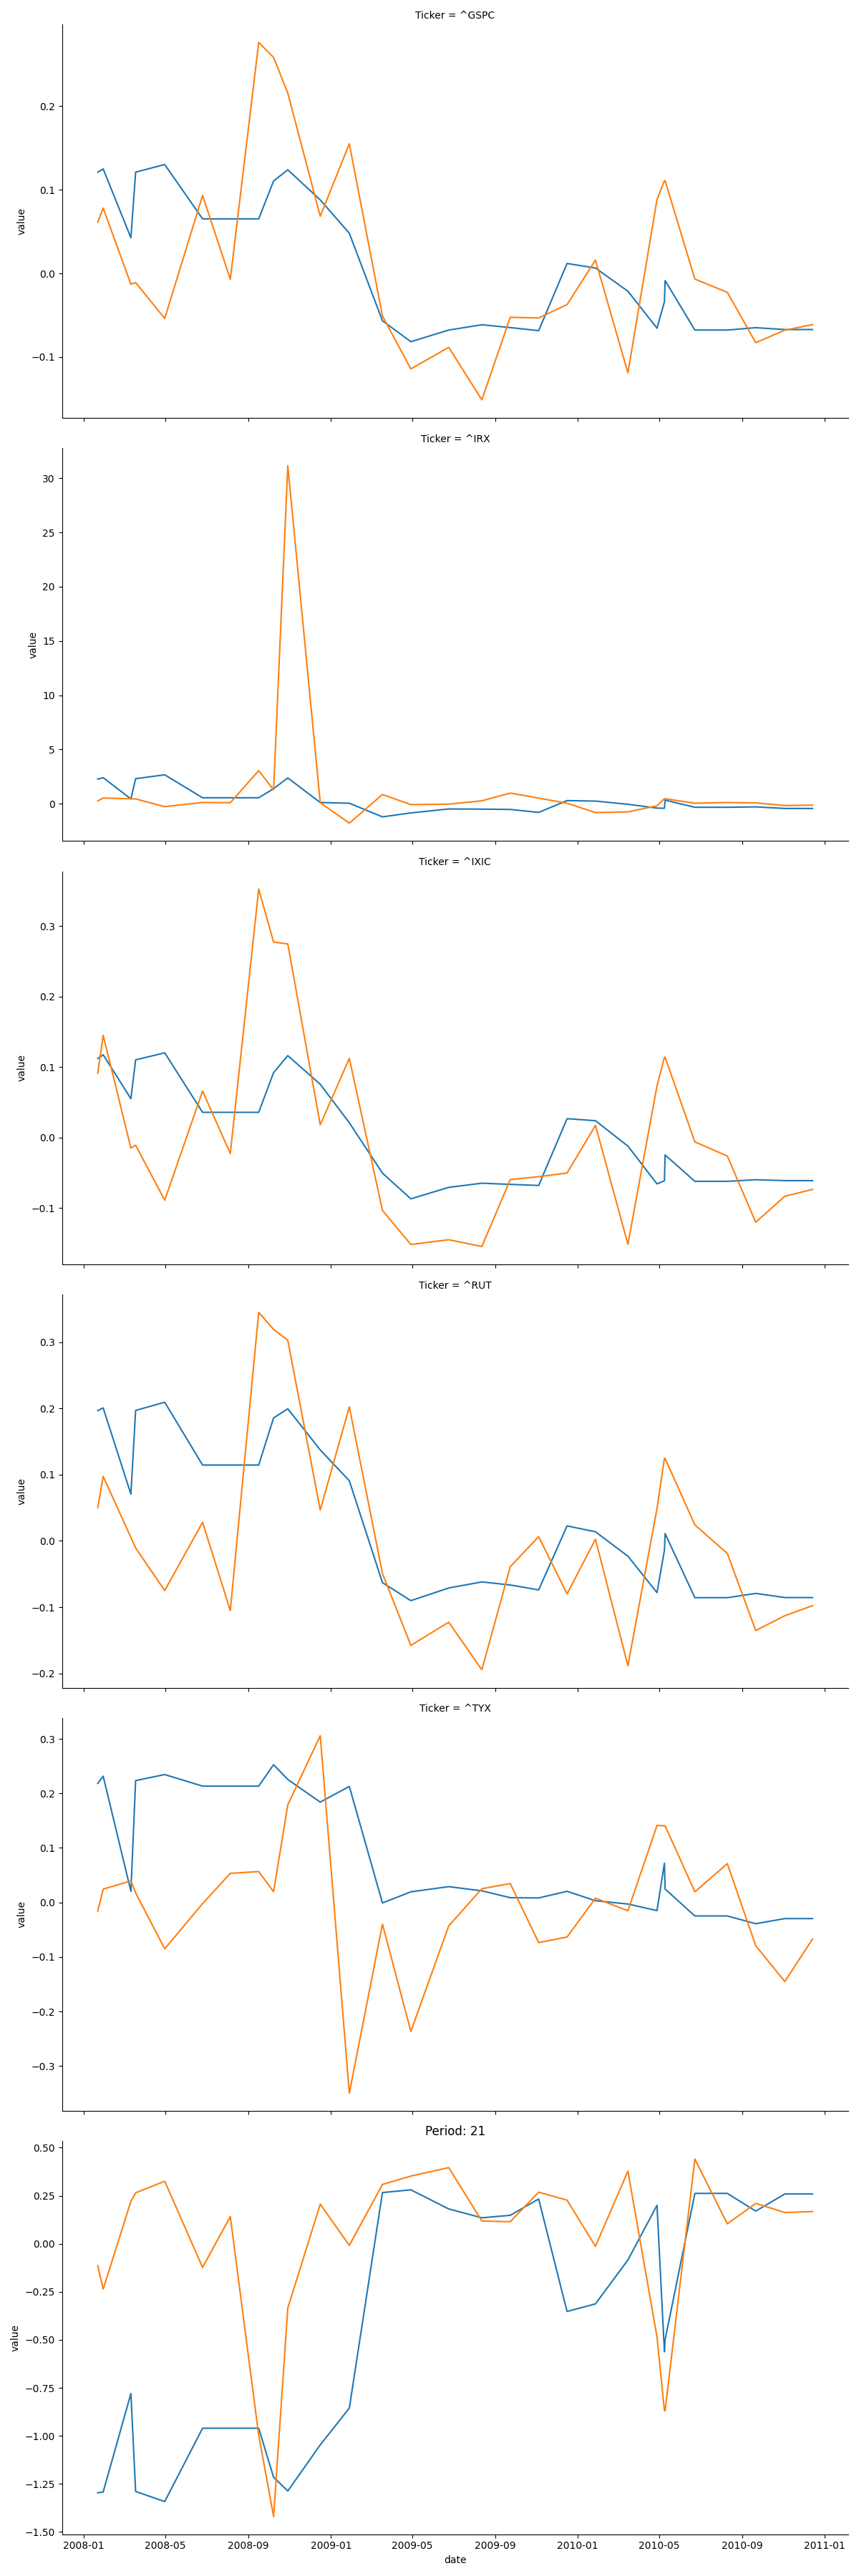 Ticker = ^GSPC
0.2
0.1
0.0
−0.1
value
Ticker = ^IRX
30
25
20
15
10
5
0
value
Ticker = ^IXIC
0.3
0.2
0.1
0.0
−0.1
value
Ticker = ^RUT
0.3
0.2
0.1
0.0
−0.1
−0.2
value
Ticker = ^TYX
0.3
0.2
0.1
0.0
−0.1
−0.2
−0.3
value
Period: 21
0.50
0.25
0.00
−0.25
−0.50
−0.75
−1.00
−1.25
−1.50
value
2008-01 2008-05 2008-09 2009-01 2009-05 2009-09 2010-01 2010-05 2010-09 2011-01
date